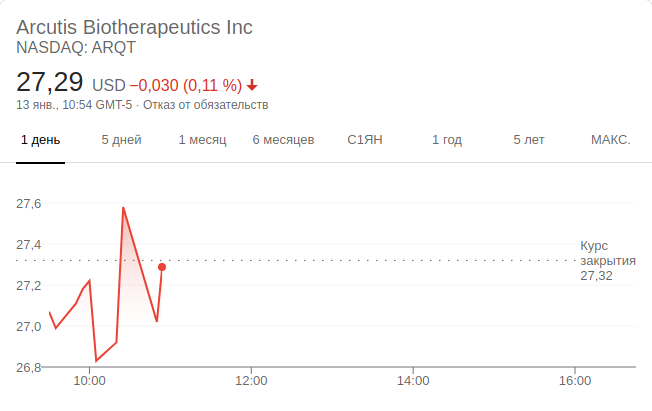 Arcutis Biotherapeutics Inc
NASDAQ: ARQT
27,29 USD −0,030 (0,11 %)
13 янв., 10:54 GMT-5 · Отказ от обязательств
1 день 5 дней 1 месяц 6 месяцев С1ЯН 1 год 5 лет МАКС.
27,6
27,4
27,2
27,0
26,8
Курс
закрытия
27,32
10:00 12:00 14:00 16:00